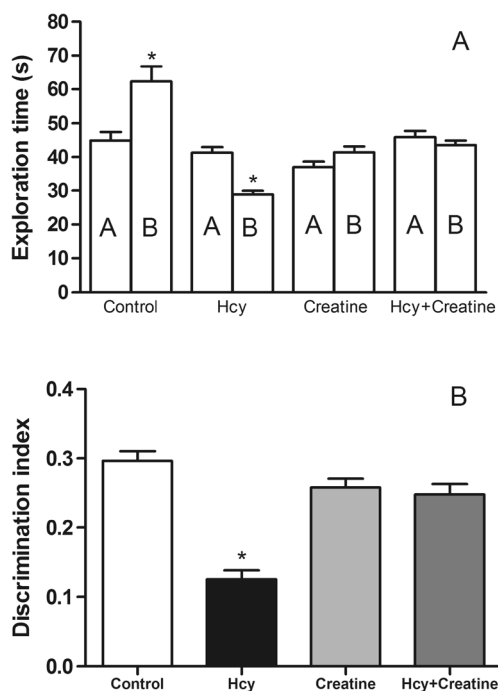 A
Exploration time (s)
80
70
60
50
40
30
20
10
0
*
*
A B A B A B A B
Control Hcy Creatine Hcy+Creatine
B
Discrimination index
0.4
0.3
0.2
0.1
0.0
*
Control Hcy Creatine Hcy+Creatine